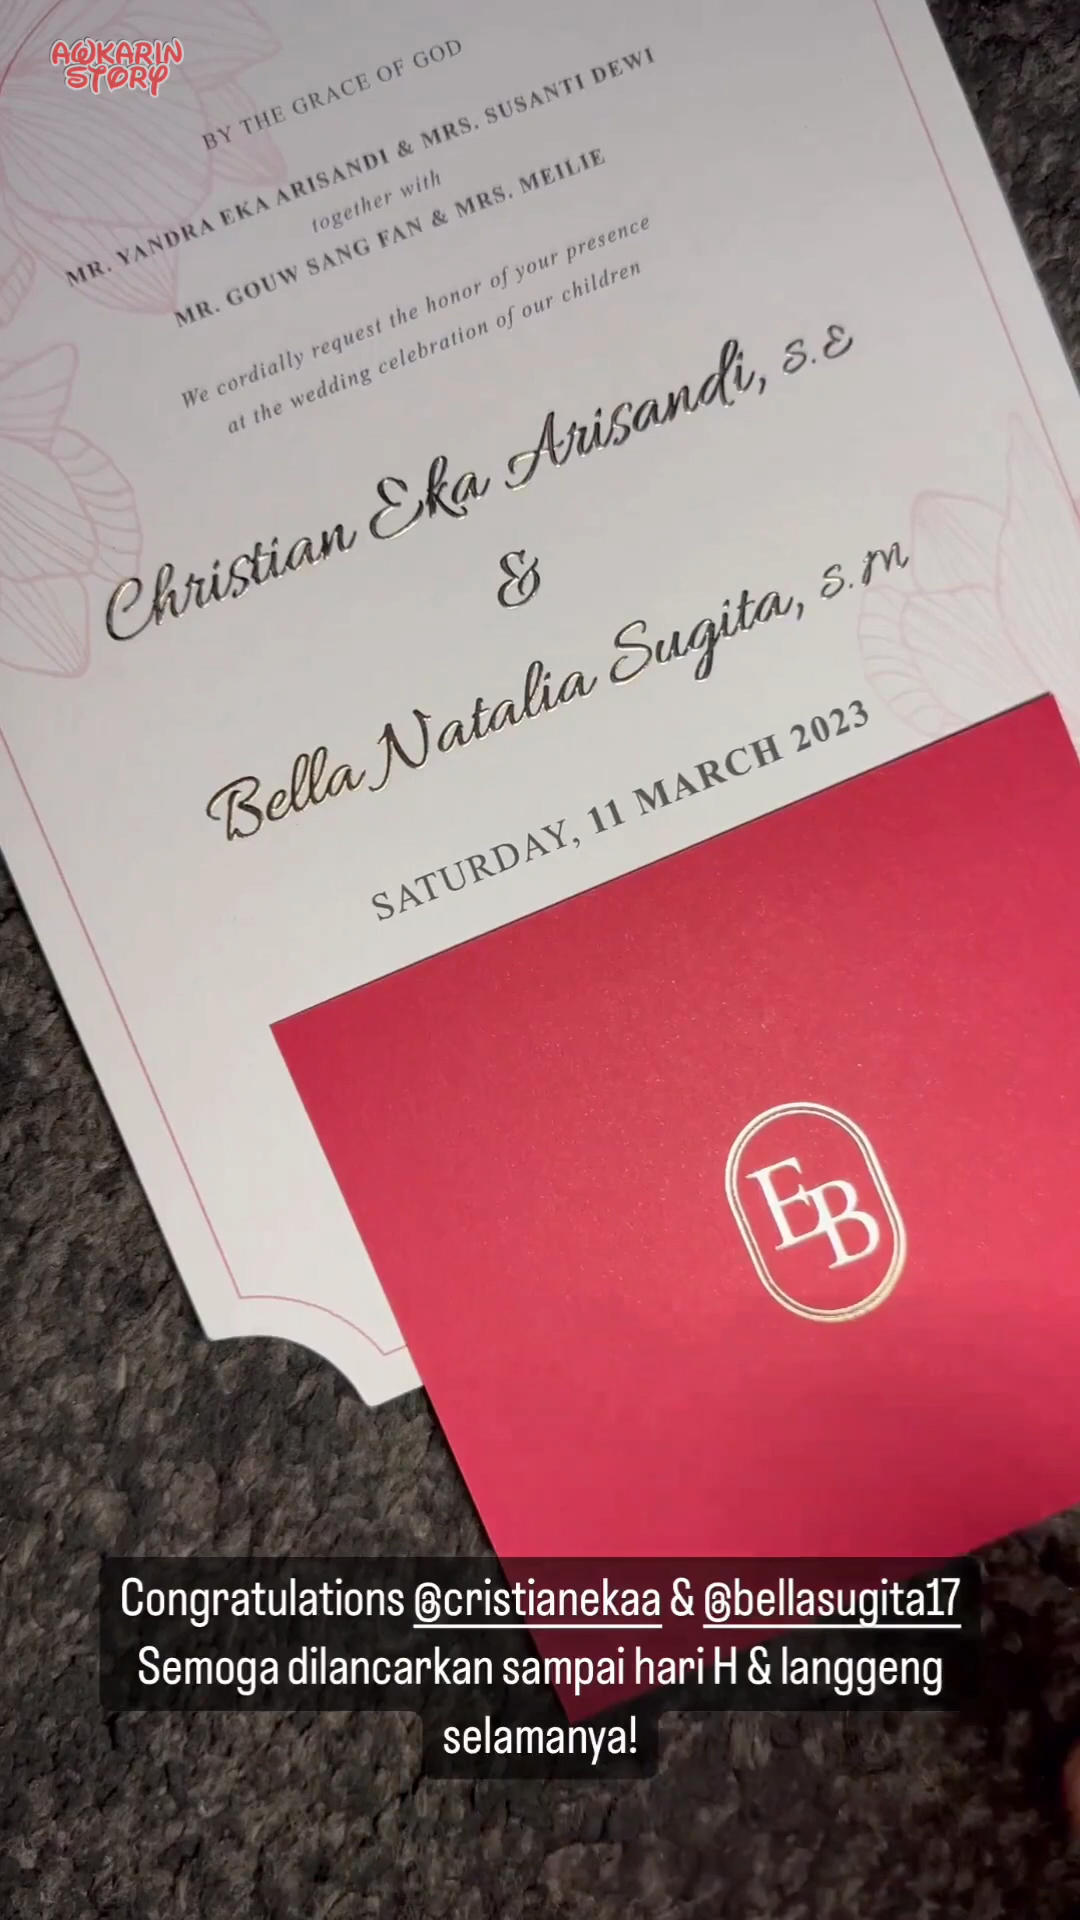 AWKARIN
STORY
BY THE GRACE OF GOD
MR. YANDRA EKA ARISANDI & MRS. SUSANTI DEWI
together with
MR. GOUW SANG FAN & MRS. MEILIE
We cordially request the honor of your presence
at the wedding celebration of our children
Christian Eka Arisandi, S.E
&
Bella Natalia Sugita, S.M
SATURDAY, 11 MARCH 2023
EB
Congratulations @cristianekaa & @bellasugita17
Semoga dilancarkan sampai hari H & langgeng
selamanya!